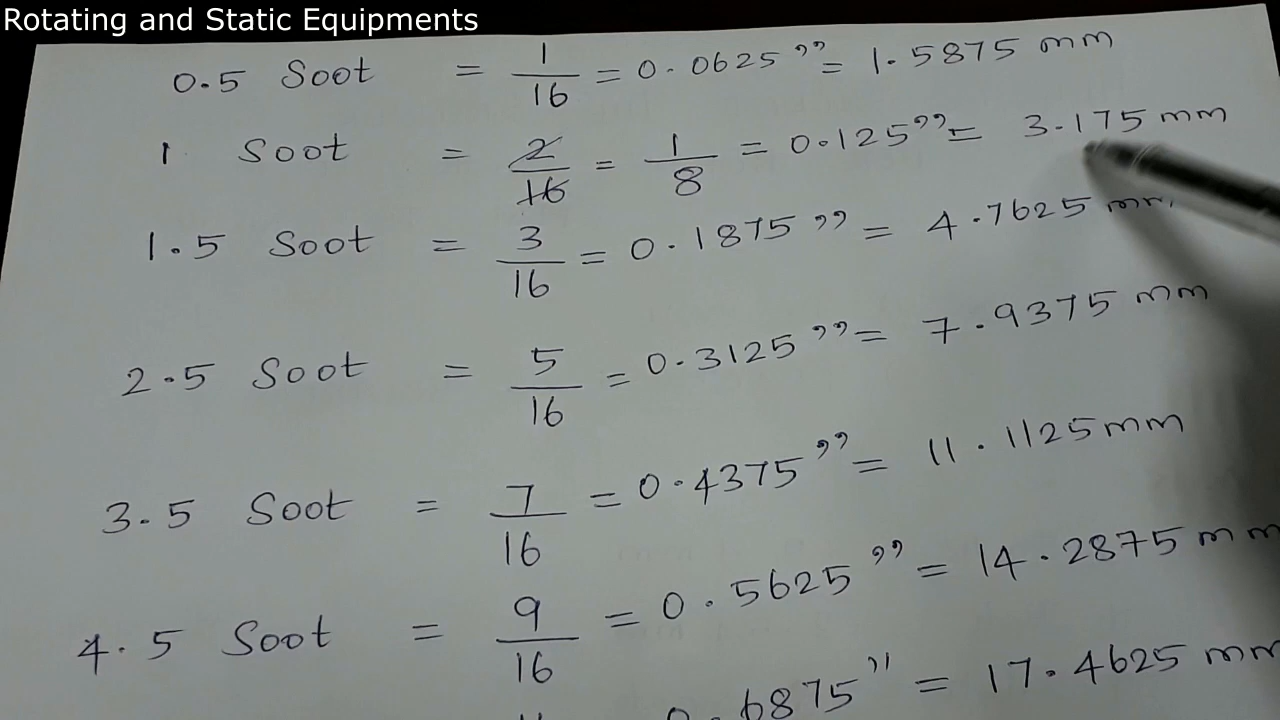 Rotating and Static Equipments
0.5 Soot = 1/16 = 0.0625" = 1.5875 mm
1 Soot = 2/16 = 1/8 = 0.125" = 3.175 mm
1.5 Soot = 3/16 = 0.1875" = 4.7625 mm
2.5 Soot = 5/16 = 0.3125" = 7.9375 mm
3.5 Soot = 7/16 = 0.4375" = 11.1125 mm
4.5 Soot = 9/16 = 0.5625" = 14.2875 mm
0.6875" = 17.4625 mm